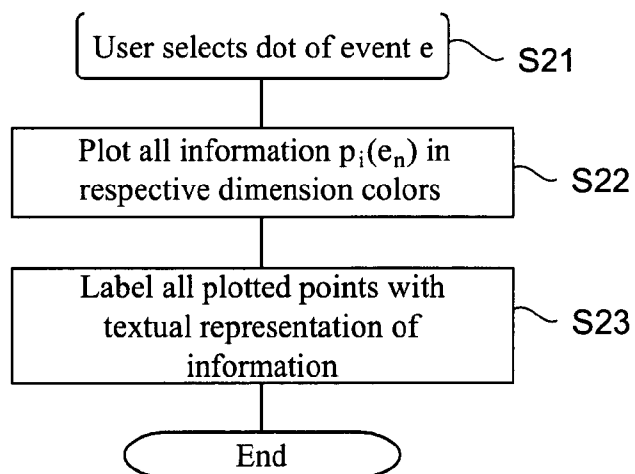 User selects dot of event e
S21
Plot all information pᵢ(eₙ) in
respective dimension colors
S22
Label all plotted points with
textual representation of
information
S23
End